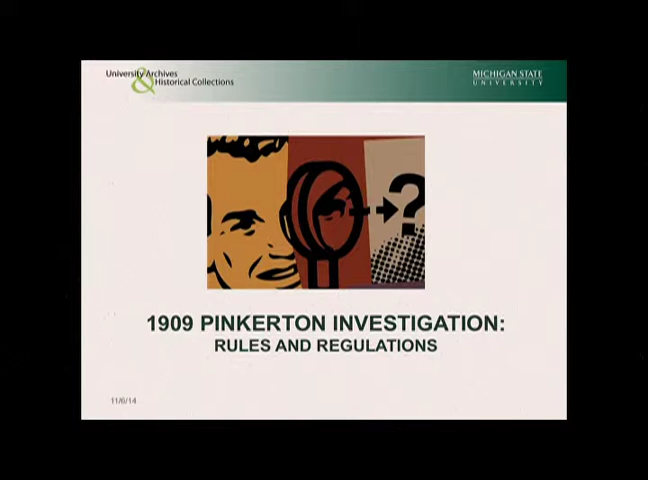 University Archives
& Historical Collections
MICHIGAN STATE
UNIVERSITY
?
1909 PINKERTON INVESTIGATION:
RULES AND REGULATIONS
11/6/14